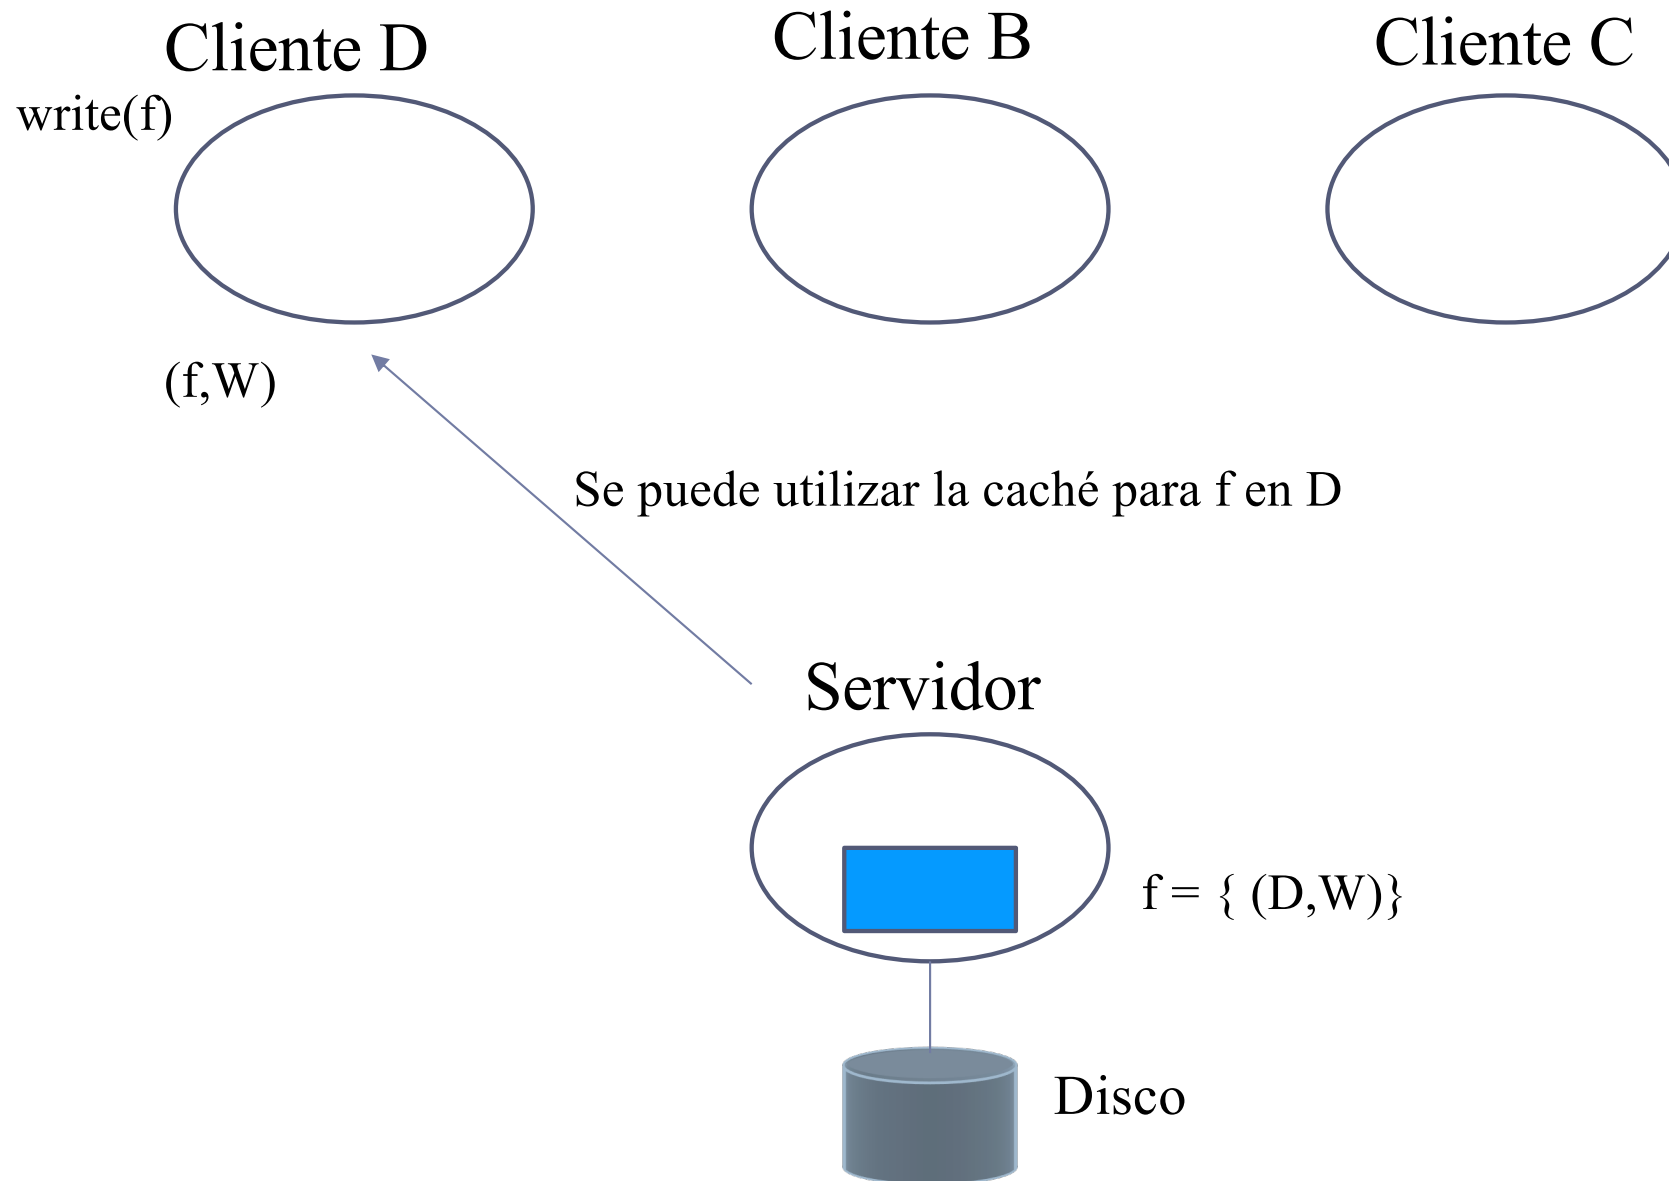 Cliente D
Cliente B
Cliente C
write(f)
(f,W)
Se puede utilizar la caché para f en D
Servidor
f = { (D,W)}
Disco